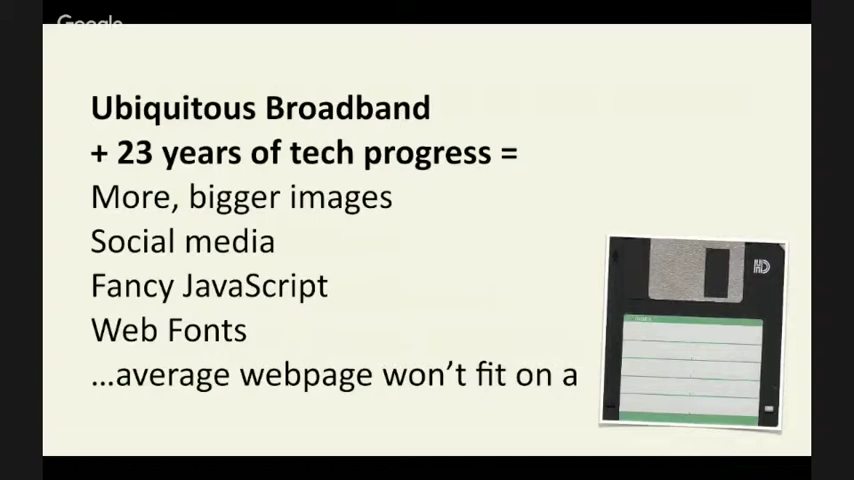 Google
Ubiquitous Broadband
+ 23 years of tech progress =
More, bigger images
Social media
Fancy JavaScript
Web Fonts
…average webpage won’t fit on a
HD